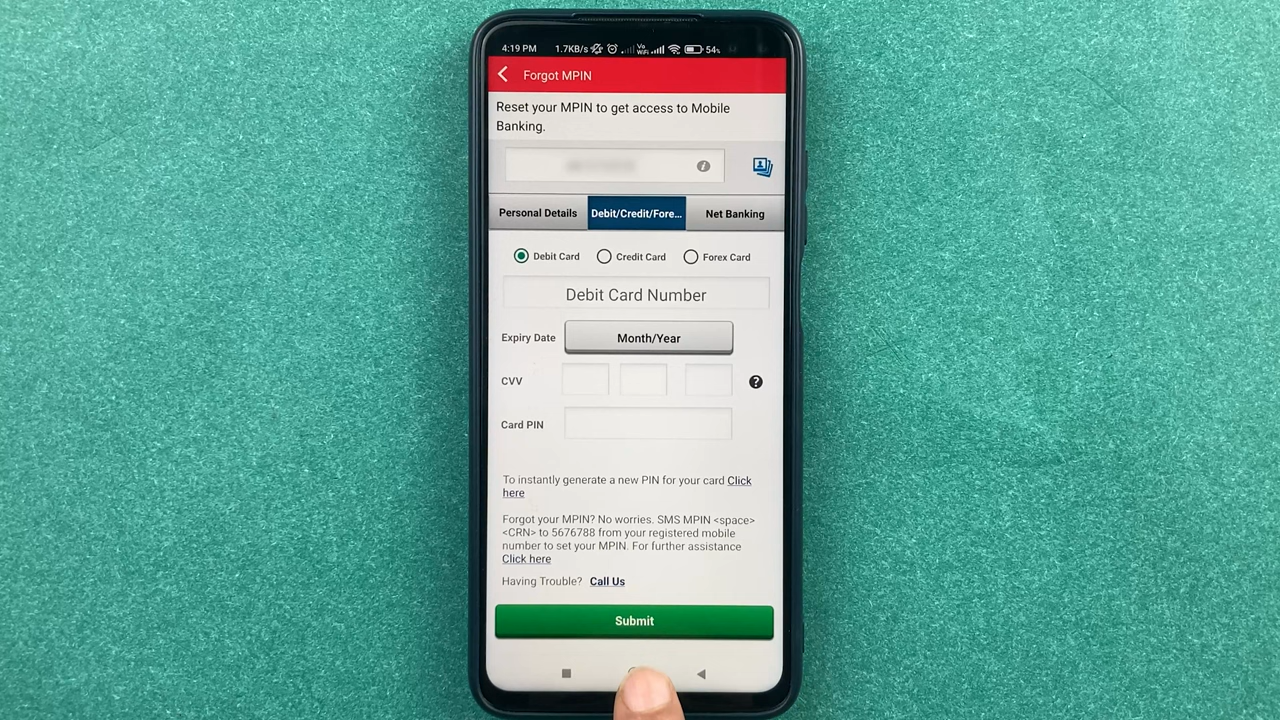 4:19 PM 1.7KB/s Vo WiFi 54%
Forgot MPIN
Reset your MPIN to get access to Mobile
Banking.
Personal Details Debit/Credit/Fore... Net Banking
Debit Card Credit Card Forex Card
Debit Card Number
Expiry Date Month/Year
CVV ?
Card PIN
To instantly generate a new PIN for your card Click
here
Forgot your MPIN? No worries. SMS MPIN <space>
<CRN> to 5676788 from your registered mobile
number to set your MPIN. For further assistance
Click here
Having Trouble? Call Us
Submit